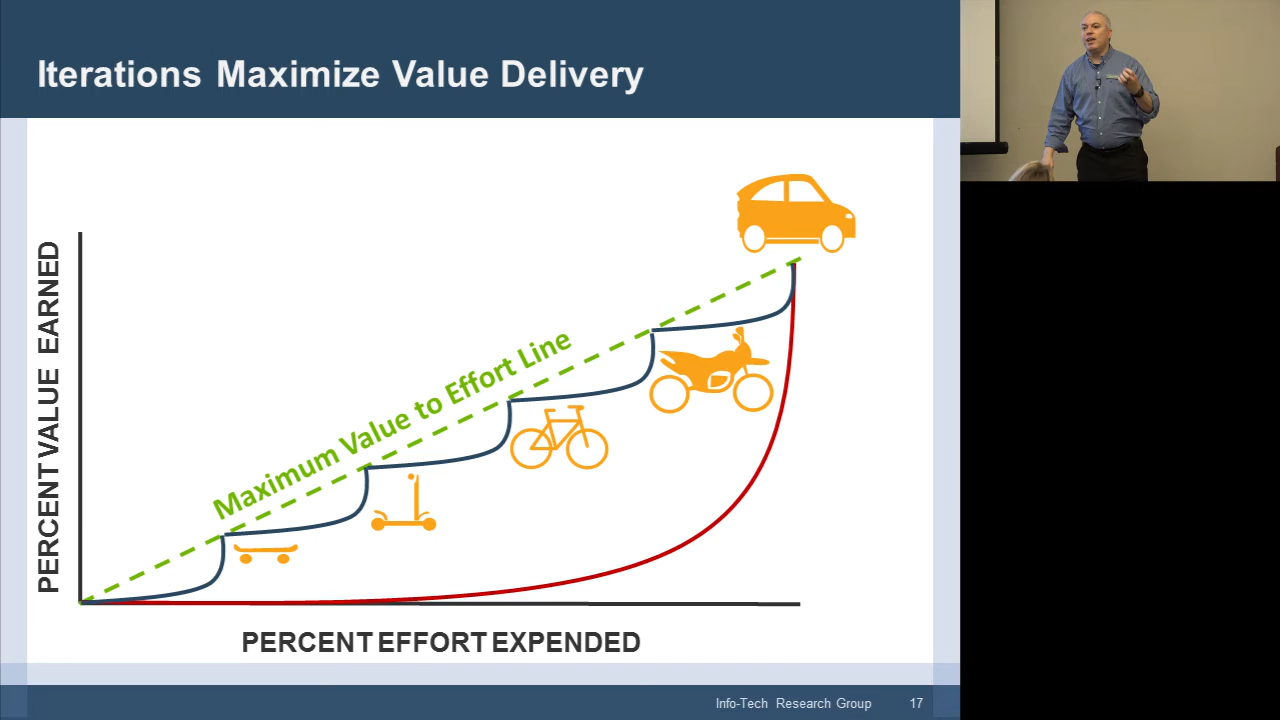 Iterations Maximize Value Delivery
PERCENT VALUE EARNED
Maximum Value to Effort Line
PERCENT EFFORT EXPENDED
Info-Tech Research Group 17